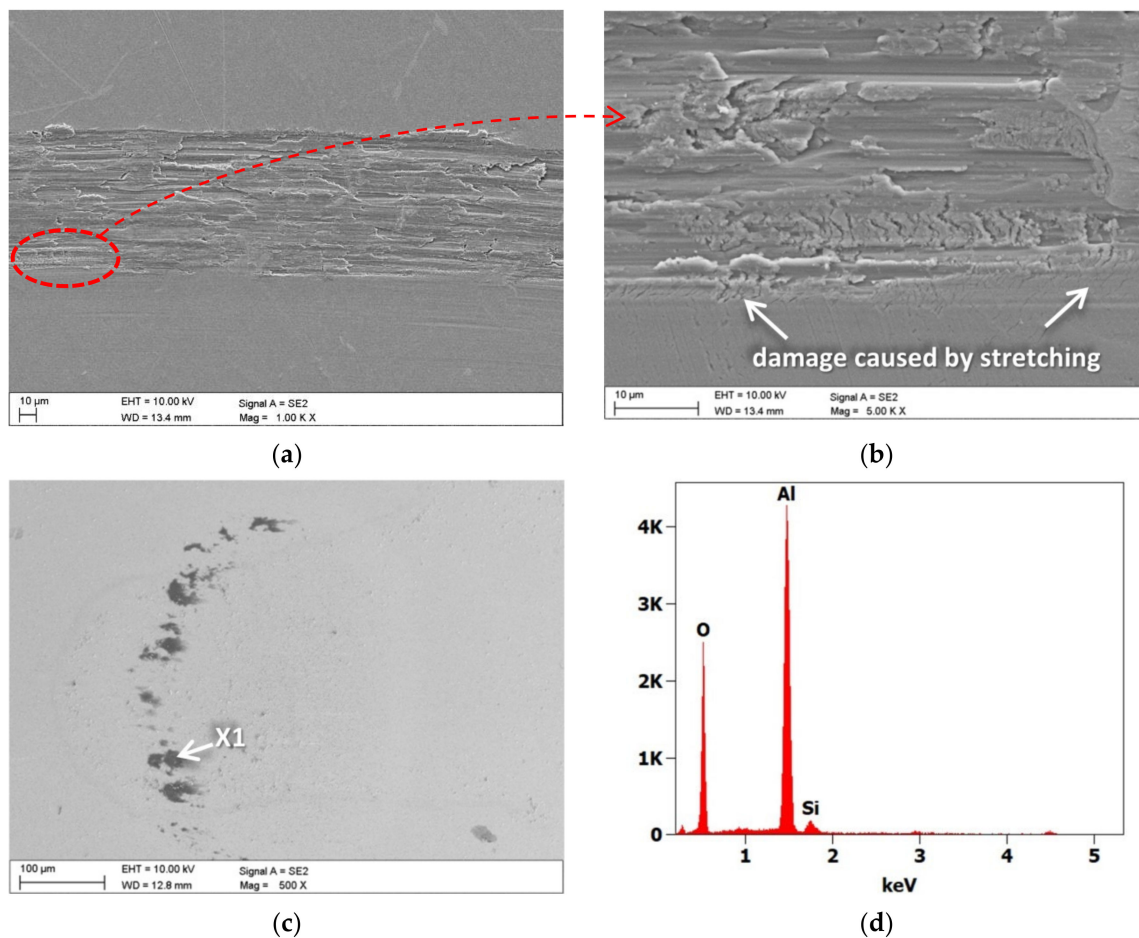 damage caused by stretching
10 µm
EHT = 10.00 kV
Signal A = SE2
WD = 13.4 mm
Mag = 1.00 K X
10 µm
EHT = 10.00 kV
Signal A = SE2
WD = 13.4 mm
Mag = 5.00 K X
(a)
(b)
X1
100 µm
EHT = 10.00 kV
Signal A = SE2
WD = 12.8 mm
Mag = 500 X
Al
4K
3K
O
2K
1K
Si
0
1 2 3 4 5
keV
(c)
(d)